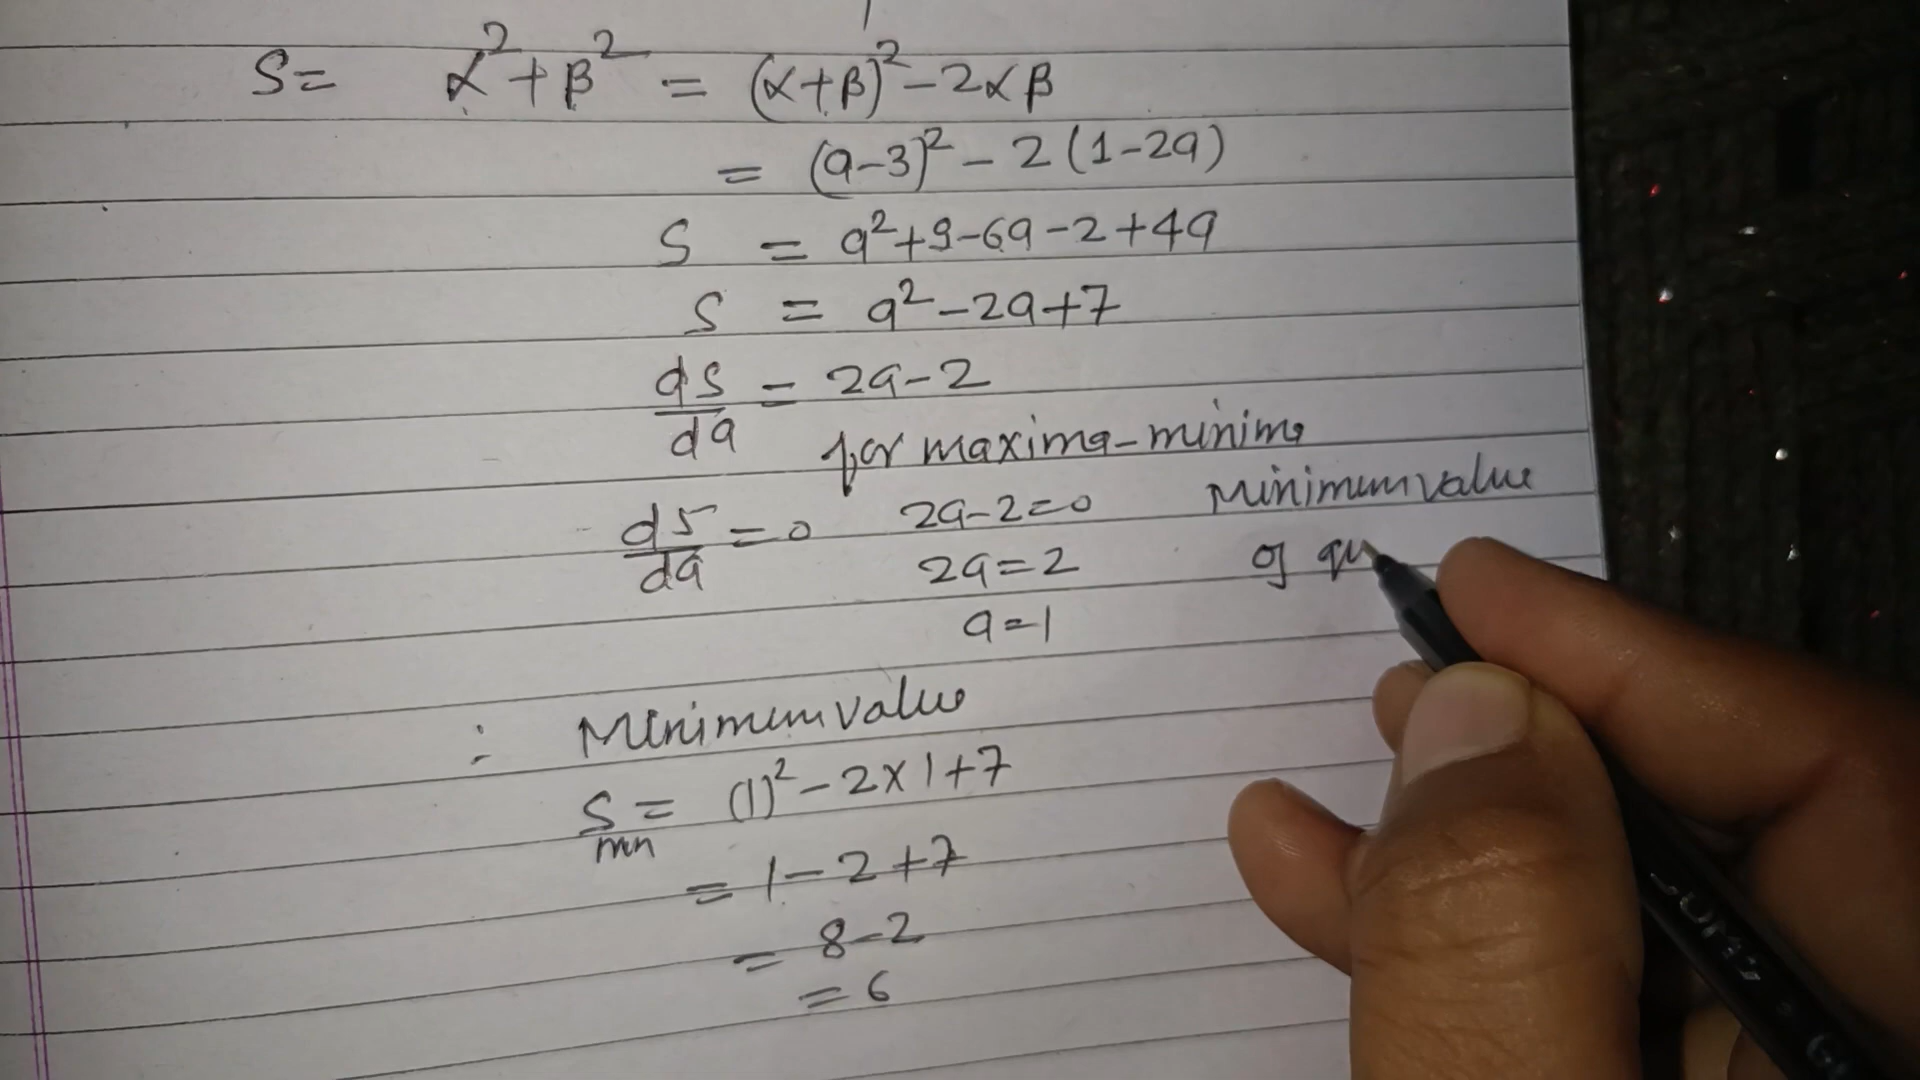 S = α² + β² = (α+β)² - 2αβ
= (a-3)² - 2(1-2a)
S = a²+9-6a-2+4a
S = a²-2a+7
dS/da = 2a-2
for maxima-minima
dS/da = 0 2a-2=0 Minimum value
2a=2 of qu
a=1
: Minimum value
S min = (1)² - 2×1+7
= 1-2+7
= 8-2
= 6